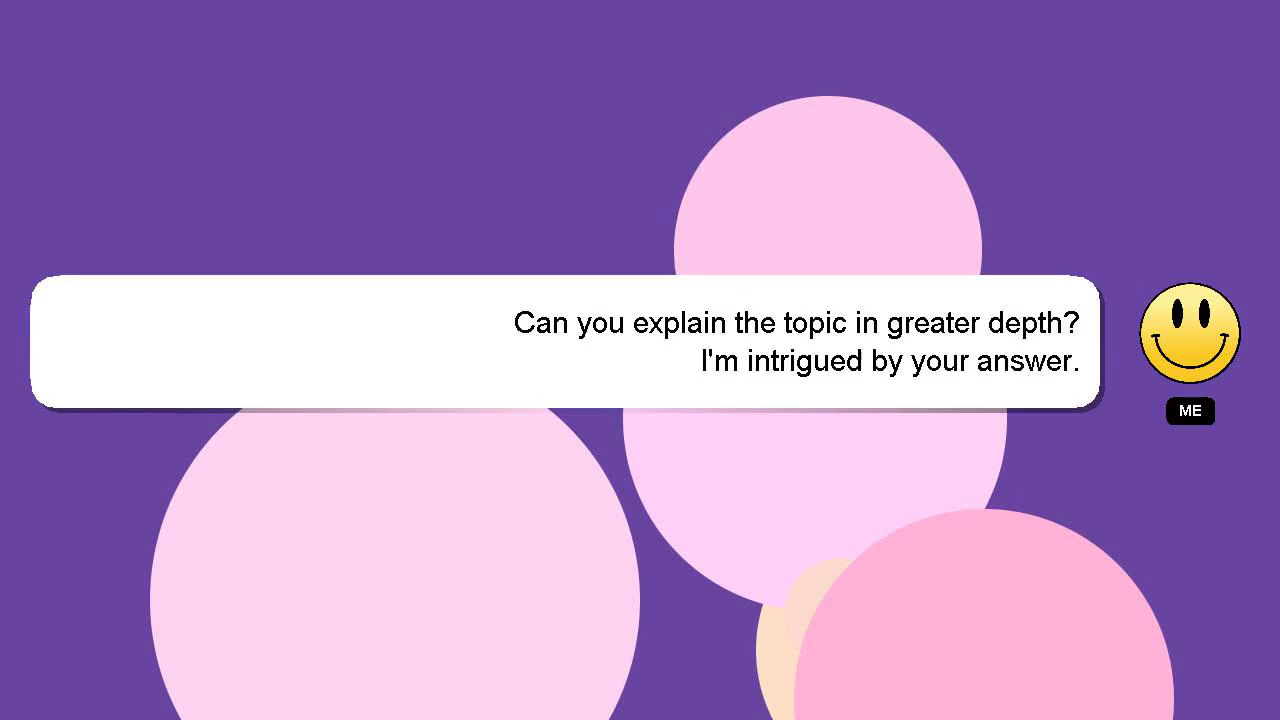 Can you explain the topic in greater depth?
I'm intrigued by your answer.
ME